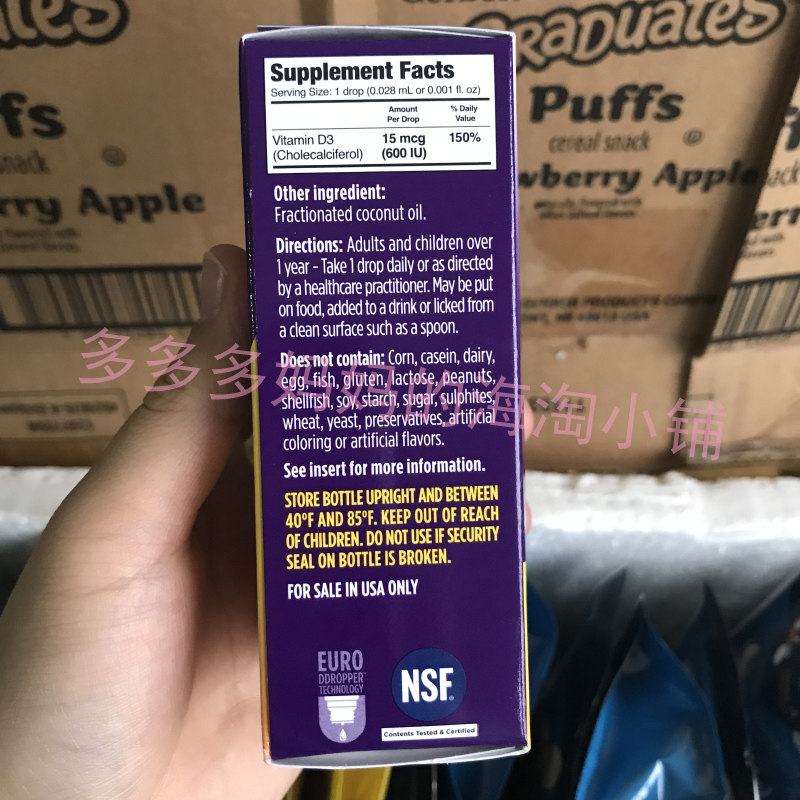 GRaDuates
Puffs
cereal snack
wberry Apple
rry Apple
Supplement Facts
Serving Size: 1 drop (0.028 mL or 0.001 fl. oz)
Amount Per Drop
% Daily Value
Vitamin D3 (Cholecalciferol)
15 mcg (600 IU)
150%
Other ingredient:
Fractionated coconut oil.
Directions: Adults and children over
1 year - Take 1 drop daily or as directed
by a healthcare practitioner. May be put
on food, added to a drink or licked from
a clean surface such as a spoon.
Does not contain: Corn, casein, dairy,
egg, fish, gluten, lactose, peanuts,
shellfish, soy, starch, sugar, sulphites,
wheat, yeast, preservatives, artificial
coloring or artificial flavors.
多多多妈妈的海淘小铺
See insert for more information.
STORE BOTTLE UPRIGHT AND BETWEEN
40°F AND 85°F. KEEP OUT OF REACH
OF CHILDREN. DO NOT USE IF SECURITY
SEAL ON BOTTLE IS BROKEN.
FOR SALE IN USA ONLY
EURO
DDROPPER™
TECHNOLOGY
NSF®
Contents Tested & Certified